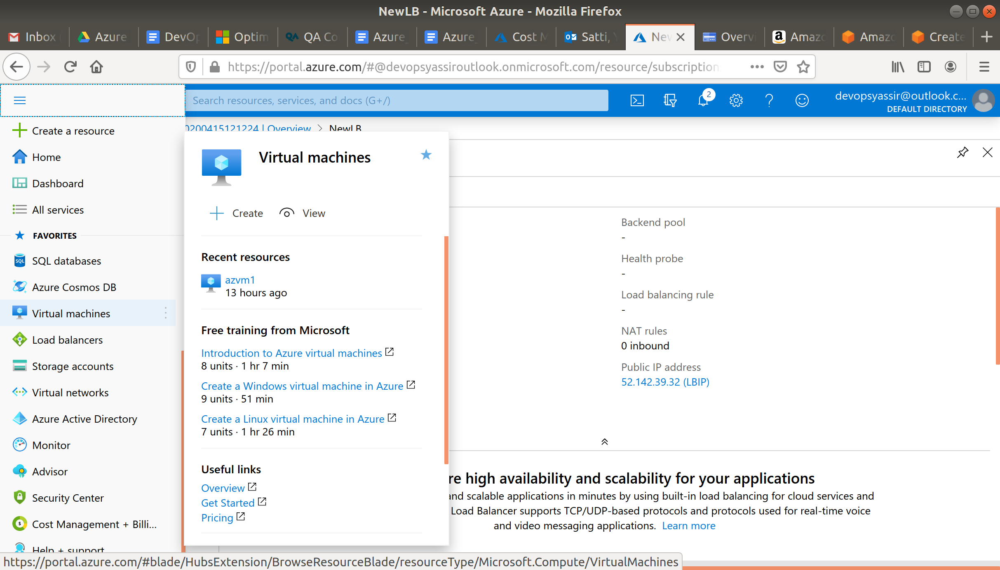 NewLB - Microsoft Azure - Mozilla Firefox
Inbox
Azure
DevOp
Optim
QA Co
Azure_
Azure_
Cost M
Satti, Y
New
Overvi
Amazo
Amazo
Create
https://portal.azure.com/#@devopsyassiroutlook.onmicrosoft.com/resource/subscription
Search resources, services, and docs (G+/)
2
devopsyassir@outlook.c...
DEFAULT DIRECTORY
Create a resource
Home
Dashboard
All services
FAVORITES
SQL databases
Azure Cosmos DB
Virtual machines
Load balancers
Storage accounts
Virtual networks
Azure Active Directory
Monitor
Advisor
Security Center
Cost Management + Billi...
Help + support
0200415121224 | Overview > NewLB
Virtual machines
Create
View
Recent resources
azvm1
13 hours ago
Free training from Microsoft
Introduction to Azure virtual machines
8 units · 1 hr 7 min
Create a Windows virtual machine in Azure
9 units · 51 min
Create a Linux virtual machine in Azure
7 units · 1 hr 26 min
Useful links
Overview
Get Started
Pricing
Backend pool
-
Health probe
-
Load balancing rule
-
NAT rules
0 inbound
Public IP address
52.142.39.32 (LBIP)
re high availability and scalability for your applications
and scalable applications in minutes by using built-in load balancing for cloud services and
Load Balancer supports TCP/UDP-based protocols and protocols used for real-time voice
and video messaging applications. Learn more
https://portal.azure.com/#blade/HubsExtension/BrowseResourceBlade/resourceType/Microsoft.Compute/VirtualMachines